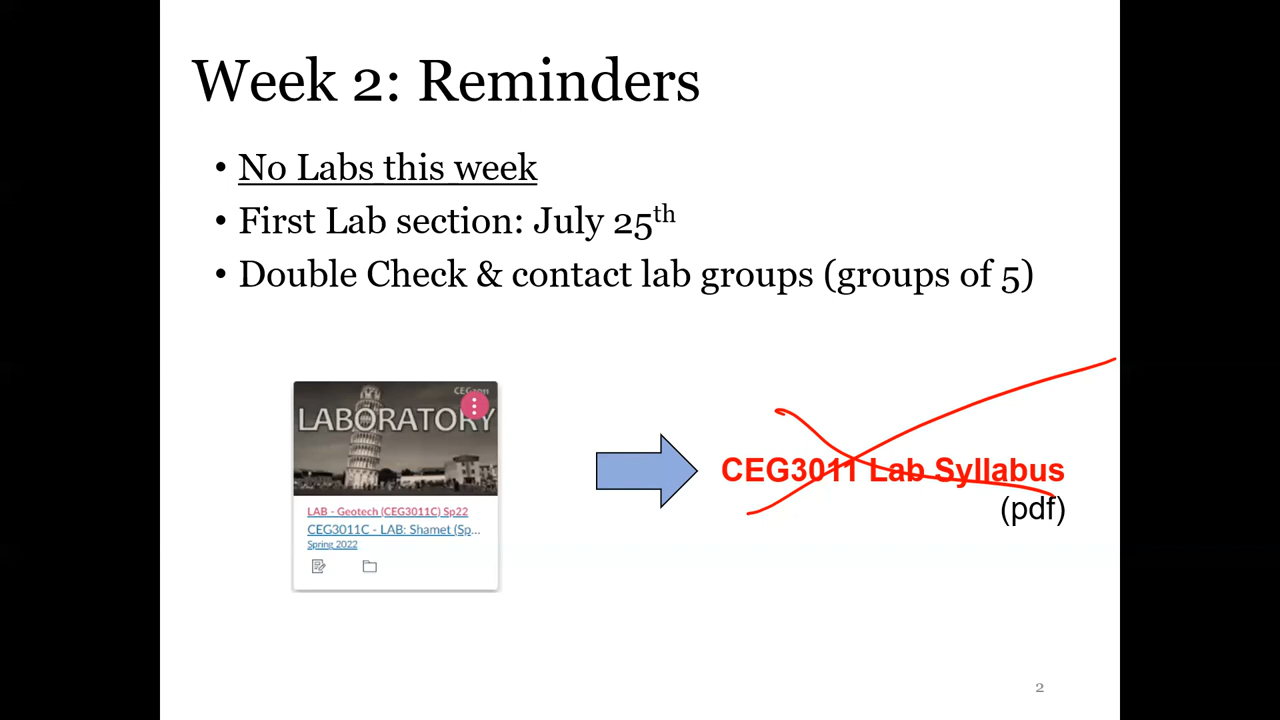 Week 2: Reminders
• No Labs this week
• First Lab section: July 25th
• Double Check & contact lab groups (groups of 5)
CEG3011
LABORATORY
LAB - Geotech (CEG3011C) Sp22
CEG3011C - LAB: Shamet (Sp...
Spring 2022
CEG3011 Lab Syllabus
(pdf)
2